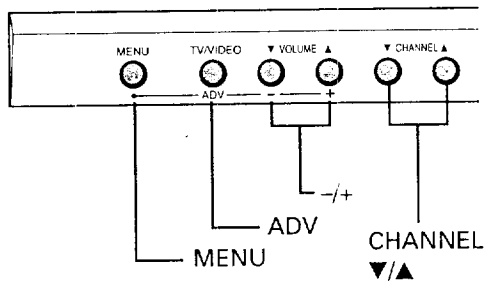 MENU TV/VIDEO ▼ VOLUME ▲ ▼ CHANNEL ▲
ADV - +
-/+
ADV
MENU
CHANNEL
▼/▲